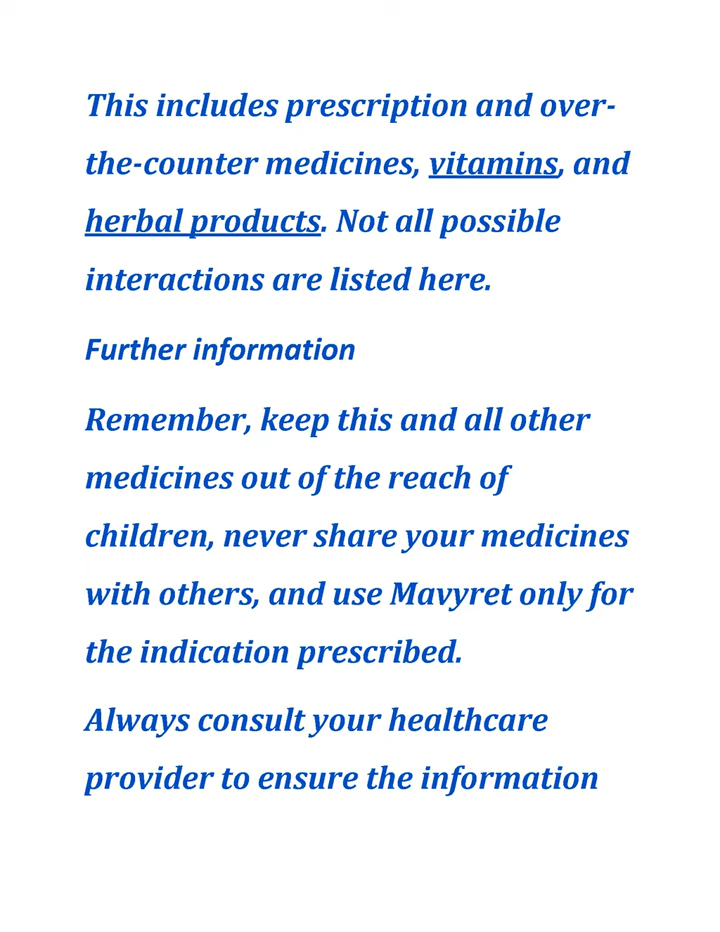 This includes prescription and over-
the-counter medicines, vitamins, and
herbal products. Not all possible
interactions are listed here.
Further information
Remember, keep this and all other
medicines out of the reach of
children, never share your medicines
with others, and use Mavyret only for
the indication prescribed.
Always consult your healthcare
provider to ensure the information